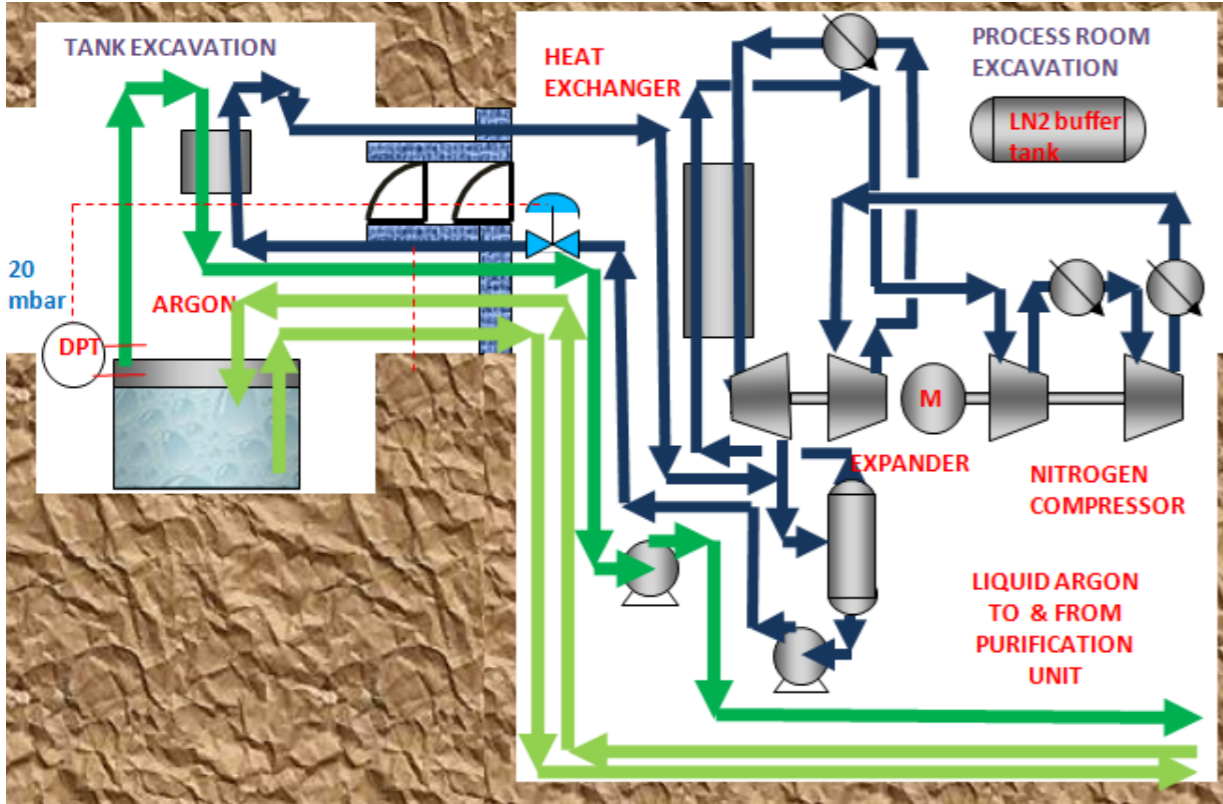 TANK EXCAVATION
HEAT
EXCHANGER
PROCESS ROOM
EXCAVATION
LN2 buffer
tank
20
mbar
ARGON
DPT
M
EXPANDER
NITROGEN
COMPRESSOR
LIQUID ARGON
TO & FROM
PURIFICATION
UNIT